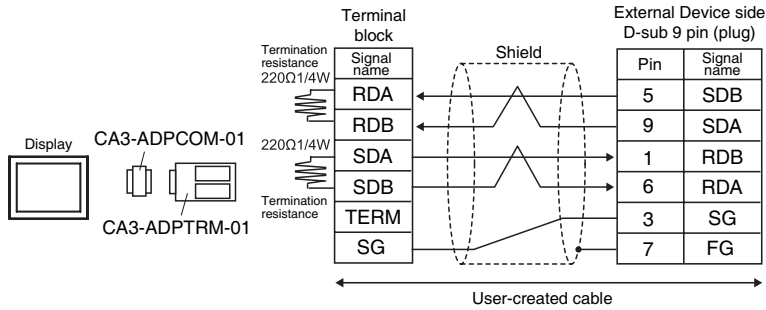 Terminal
block
External Device side
D-sub 9 pin (plug)
Termination
resistance
220Ω1/4W
Signal
name
Shield
Pin
Signal
name
RDA
5
SDB
RDB
9
SDA
220Ω1/4W
SDA
1
RDB
SDB
6
RDA
Termination
resistance
TERM
3
SG
SG
7
FG
Display
CA3-ADPCOM-01
CA3-ADPTRM-01
User-created cable